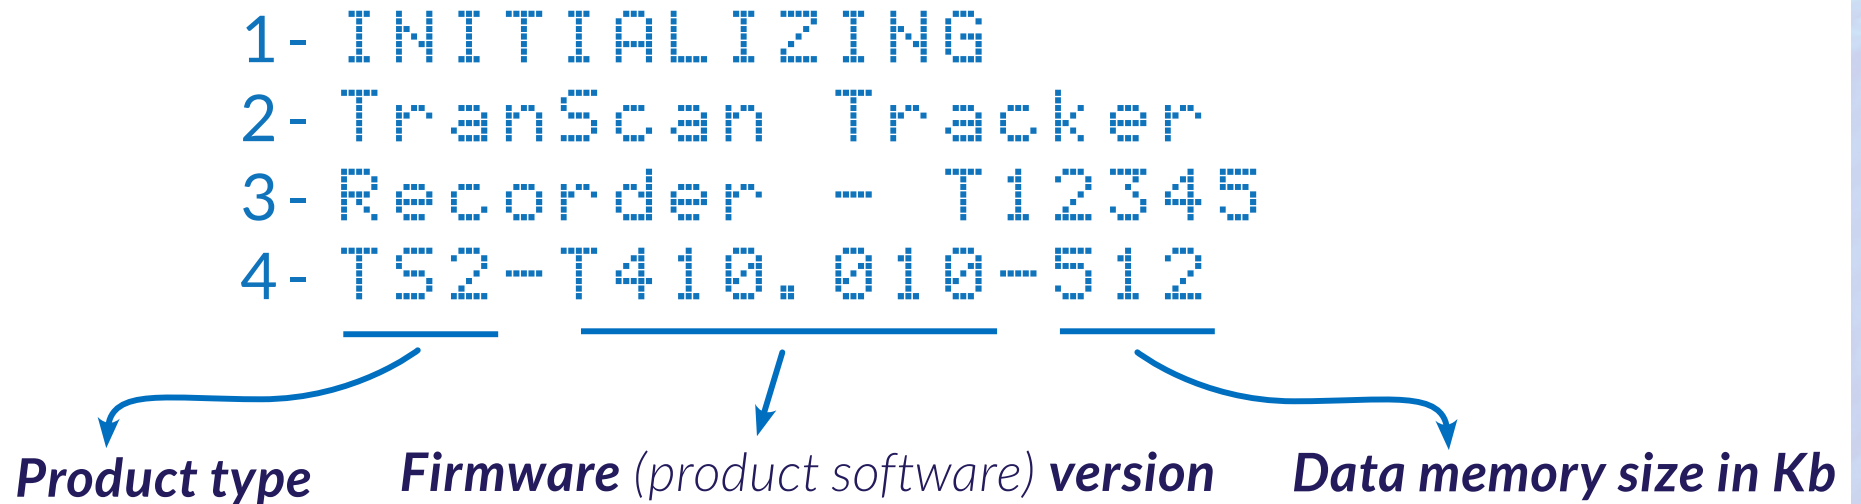 1- INITIALIZING
2- TranScan Tracker
3- Recorder - T12345
4- TS2-T410.010-512
Product type
Firmware (product software) version
Data memory size in Kb